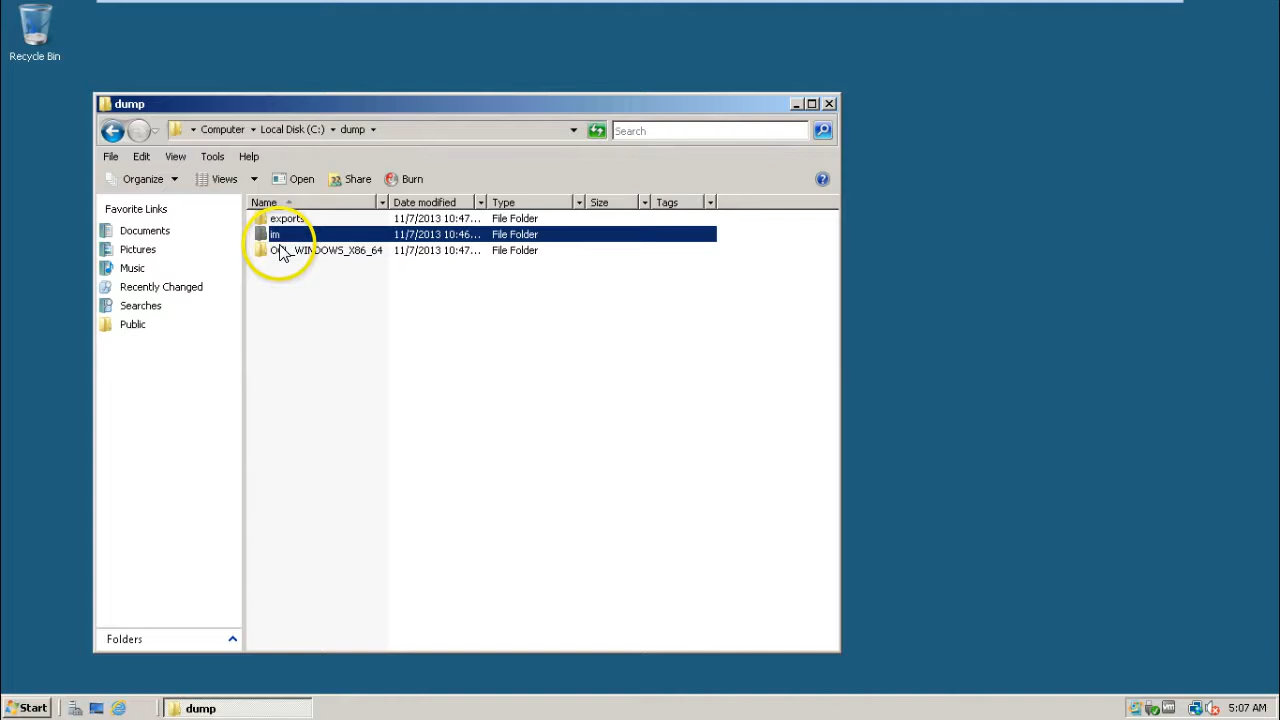 Recycle Bin
dump
Computer Local Disk (C:) dump
Search
File Edit View Tools Help
Organize Views Open Share Burn
Favorite Links
Documents
Pictures
Music
Recently Changed
Searches
Public
Folders
Name Date modified Type Size Tags
exports 11/7/2013 10:47... File Folder
im 11/7/2013 10:46... File Folder
WINDOWS_X86_64 11/7/2013 10:47... File Folder
Start dump 5:07 AM